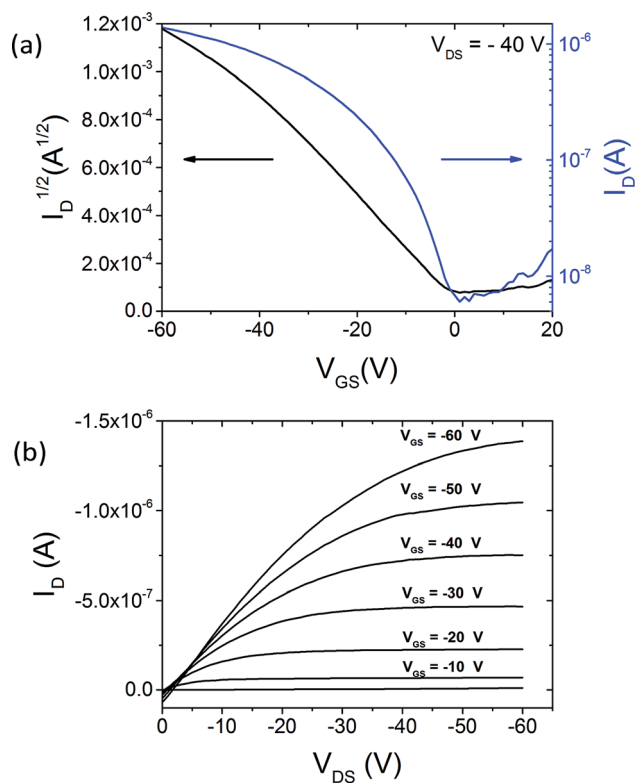 (a)
V_DS = - 40 V
I_D^1/2(A^1/2)
1.2x10^-3
1.0x10^-3
8.0x10^-4
6.0x10^-4
4.0x10^-4
2.0x10^-4
0.0
10^-6
10^-7
10^-8
I_D(A)
-60 -40 -20 0 20
V_GS(V)
(b)
I_D (A)
-1.5x10^-6
-1.0x10^-6
-5.0x10^-7
0.0
V_GS = -60 V
V_GS = -50 V
V_GS = -40 V
V_GS = -30 V
V_GS = -20 V
V_GS = -10 V
0 -10 -20 -30 -40 -50 -60
V_DS (V)